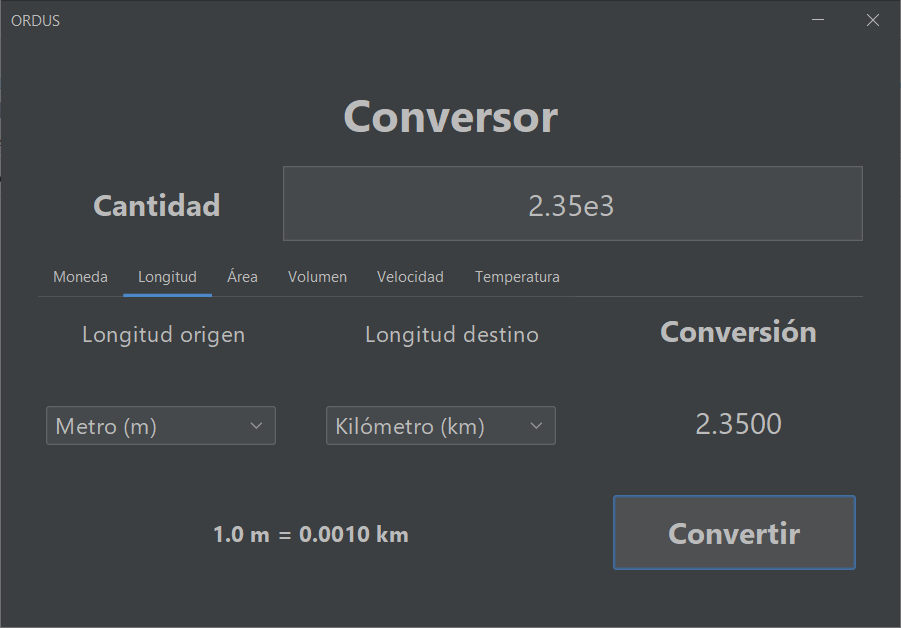 ORDUS
Conversor
Cantidad 2.35e3
Moneda Longitud Área Volumen Velocidad Temperatura
Longitud origen Longitud destino Conversión
Metro (m) Kilómetro (km) 2.3500
1.0 m = 0.0010 km Convertir